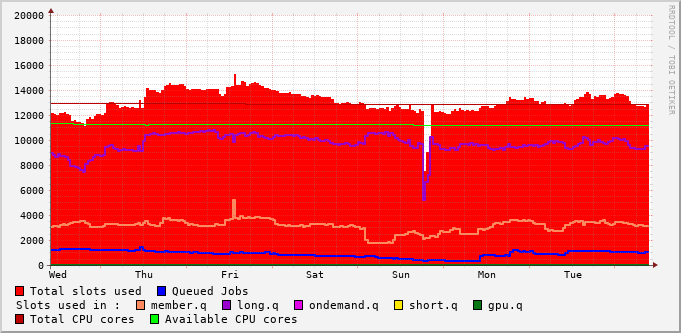 20000
18000
16000
14000
12000
10000
8000
6000
4000
2000
0
Wed Thu Fri Sat Sun Mon Tue
RRDTOOL / TOBI OETIKER
Total slots used Queued Jobs
Slots used in : member.q long.q ondemand.q short.q gpu.q
Total CPU cores Available CPU cores